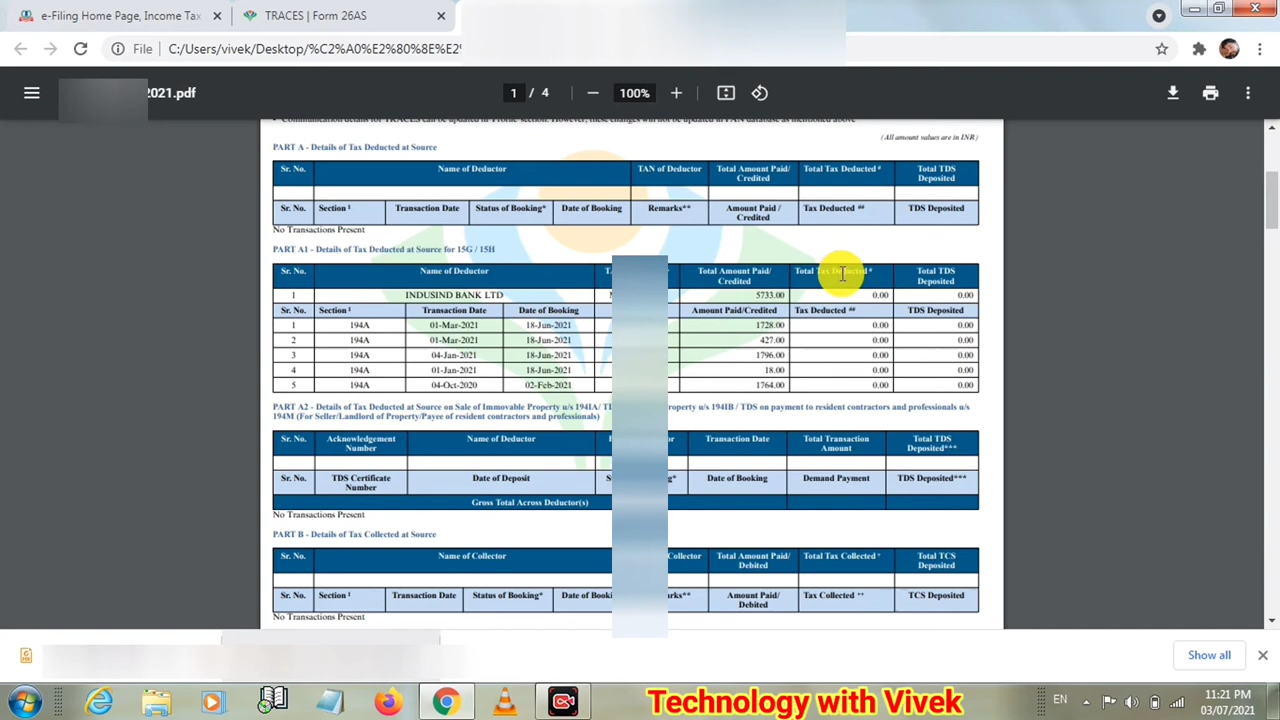 e-Filing Home Page, Income Tax
TRACES | Form 26AS
File
C:/Users/vivek/Desktop/%C2%A0%E2%80%8E%E2%
2021.pdf
1 / 4
100%
(All amount values are in INR)
PART A - Details of Tax Deducted at Source
Sr. No. Name of Deductor TAN of Deductor Total Amount Paid/ Credited Total Tax Deducted # Total TDS Deposited
Sr. No. Section ‡ Transaction Date Status of Booking* Date of Booking Remarks** Amount Paid / Credited Tax Deducted ## TDS Deposited
No Transactions Present
PART A1 - Details of Tax Deducted at Source for 15G / 15H
Sr. No. Name of Deductor Total Amount Paid/ Credited Total Tax Deducted # Total TDS Deposited
1 INDUSIND BANK LTD 5733.00 0.00 0.00
Sr. No. Section ‡ Transaction Date Date of Booking Amount Paid/Credited Tax Deducted ## TDS Deposited
1 194A 01-Mar-2021 18-Jun-2021 1728.00 0.00 0.00
2 194A 01-Mar-2021 18-Jun-2021 427.00 0.00 0.00
3 194A 04-Jan-2021 18-Jun-2021 1796.00 0.00 0.00
4 194A 01-Jan-2021 18-Jun-2021 18.00 0.00 0.00
5 194A 04-Oct-2020 02-Feb-2021 1764.00 0.00 0.00
PART A2 - Details of Tax Deducted at Source on Sale of Immovable Property u/s 194IA/ property u/s 194IB / TDS on payment to resident contractors and professionals u/s
194M (For Seller/Landlord of Property/Payee of resident contractors and professionals)
Sr. No. Acknowledgement Number Name of Deductor Transaction Date Total Transaction Amount Total TDS Deposited***
Sr. No. TDS Certificate Number Date of Deposit Date of Booking Demand Payment TDS Deposited***
Gross Total Across Deductor(s)
No Transactions Present
PART B - Details of Tax Collected at Source
Sr. No. Name of Collector Collector Total Amount Paid/ Debited Total Tax Collected + Total TCS Deposited
Sr. No. Section ‡ Transaction Date Status of Booking* Date of Amount Paid/ Debited Tax Collected ++ TCS Deposited
No Transactions Present
Show all
Technology with Vivek
EN
11:21 PM
03/07/2021